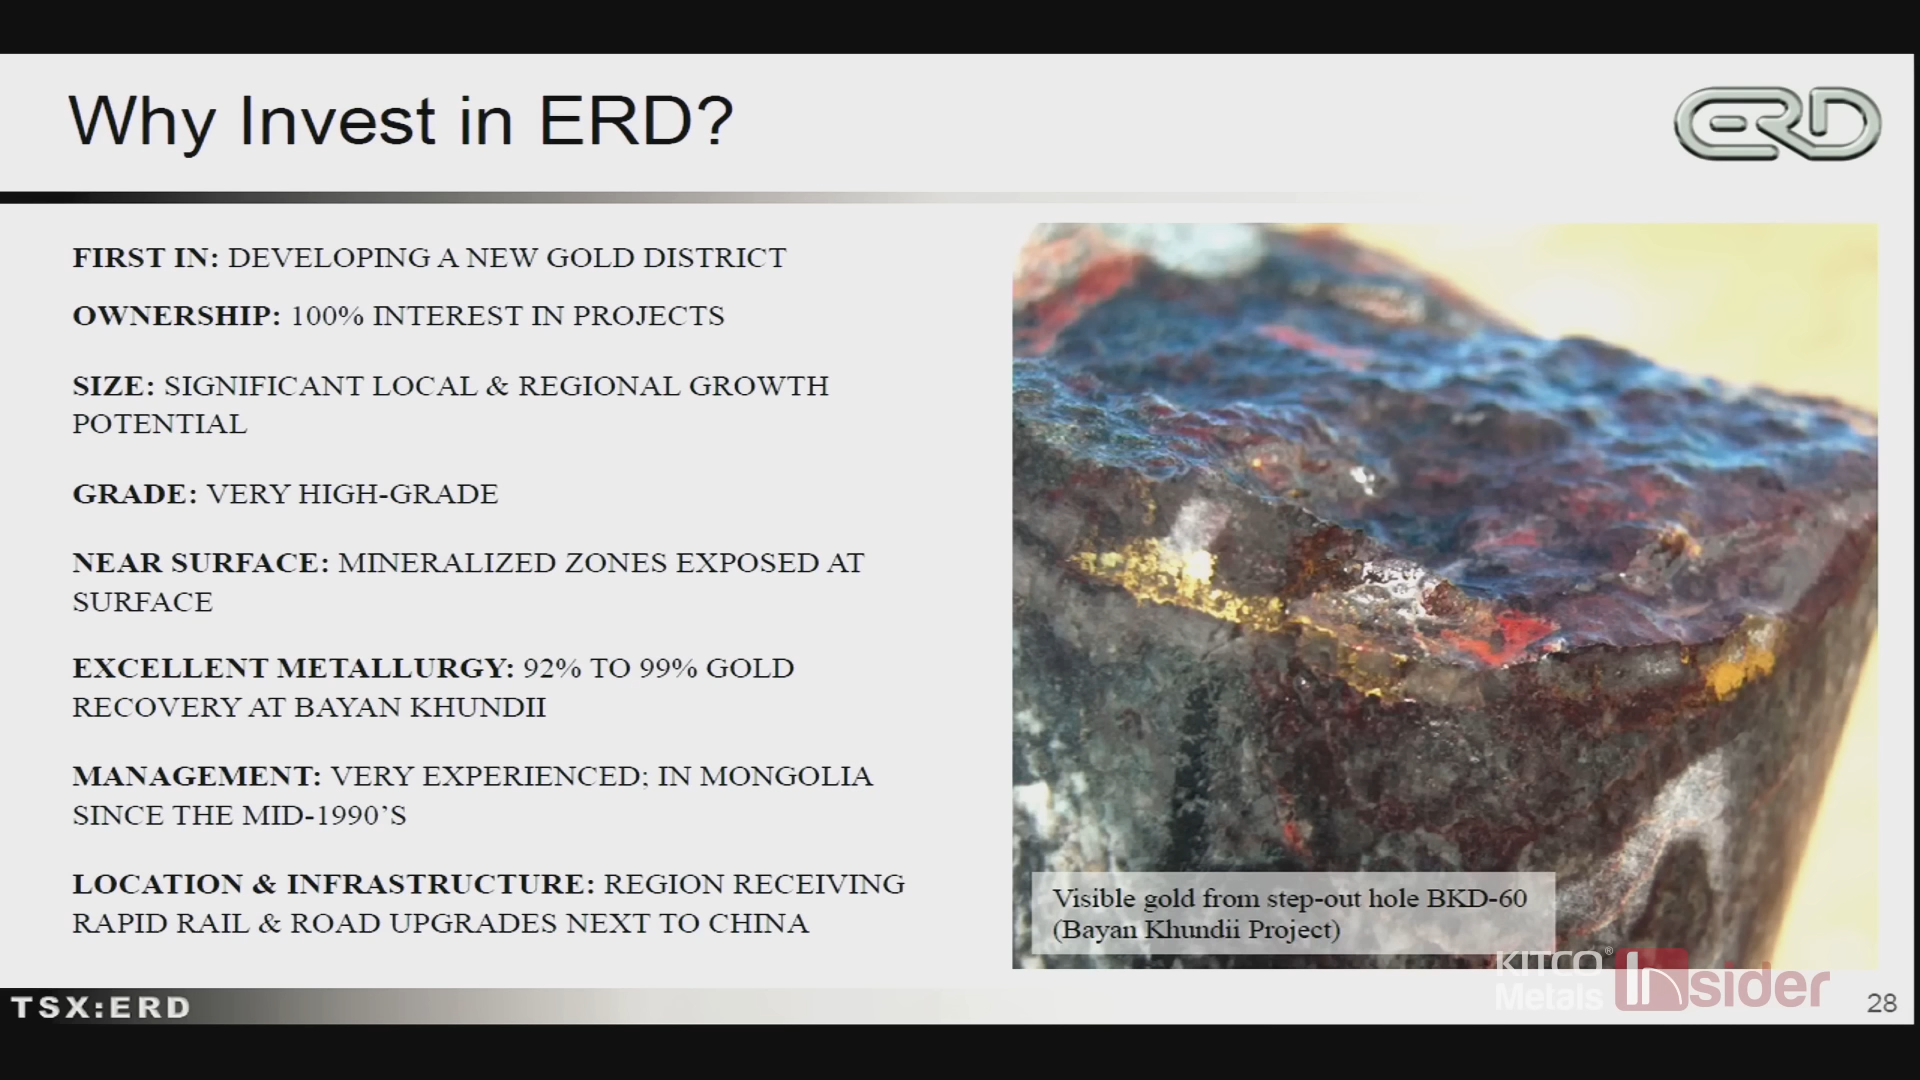 Why Invest in ERD?
ERD
FIRST IN: DEVELOPING A NEW GOLD DISTRICT
OWNERSHIP: 100% INTEREST IN PROJECTS
SIZE: SIGNIFICANT LOCAL & REGIONAL GROWTH
POTENTIAL
GRADE: VERY HIGH-GRADE
NEAR SURFACE: MINERALIZED ZONES EXPOSED AT
SURFACE
EXCELLENT METALLURGY: 92% TO 99% GOLD
RECOVERY AT BAYAN KHUNDII
MANAGEMENT: VERY EXPERIENCED; IN MONGOLIA
SINCE THE MID-1990’S
LOCATION & INFRASTRUCTURE: REGION RECEIVING
RAPID RAIL & ROAD UPGRADES NEXT TO CHINA
Visible gold from step-out hole BKD-60
(Bayan Khundii Project)
KITCO®
Metals Insider
TSX:ERD
28